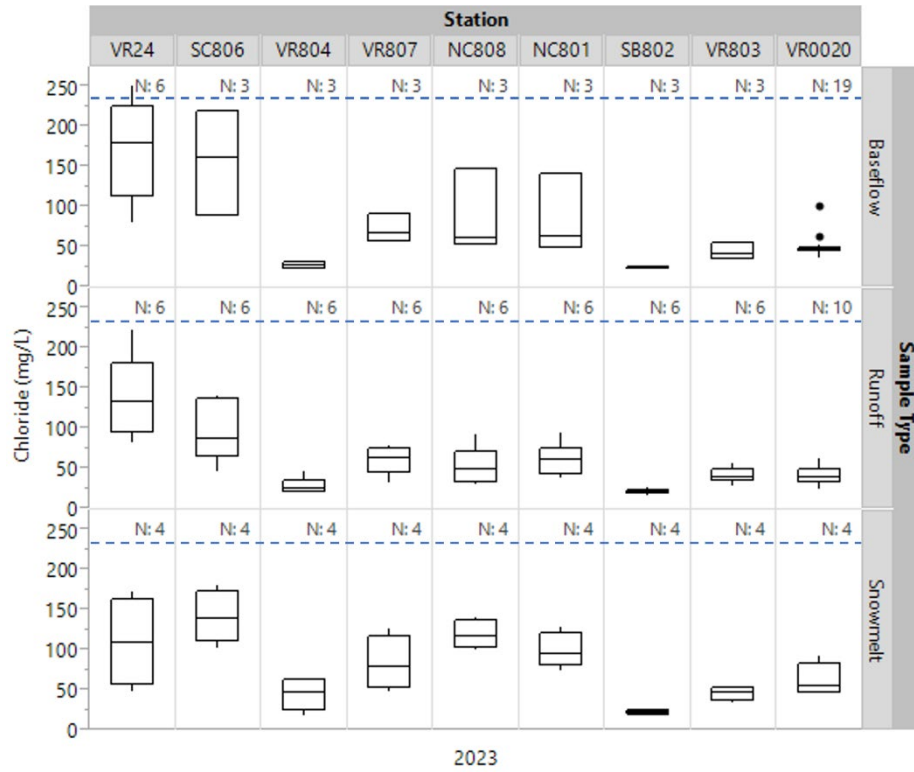 Station
VR24 SC806 VR804 VR807 NC808 NC801 SB802 VR803 VR0020
N: 6 N: 3 N: 3 N: 3 N: 3 N: 3 N: 3 N: 3 N: 19
250
200
150
100
50
0
Baseflow
N: 6 N: 6 N: 6 N: 6 N: 6 N: 6 N: 6 N: 6 N: 10
250
200
150
100
50
0
Runoff
N: 4 N: 4 N: 4 N: 4 N: 4 N: 4 N: 4 N: 4 N: 4
250
200
150
100
50
0
Snowmelt
Chloride (mg/L)
Sample Type
2023